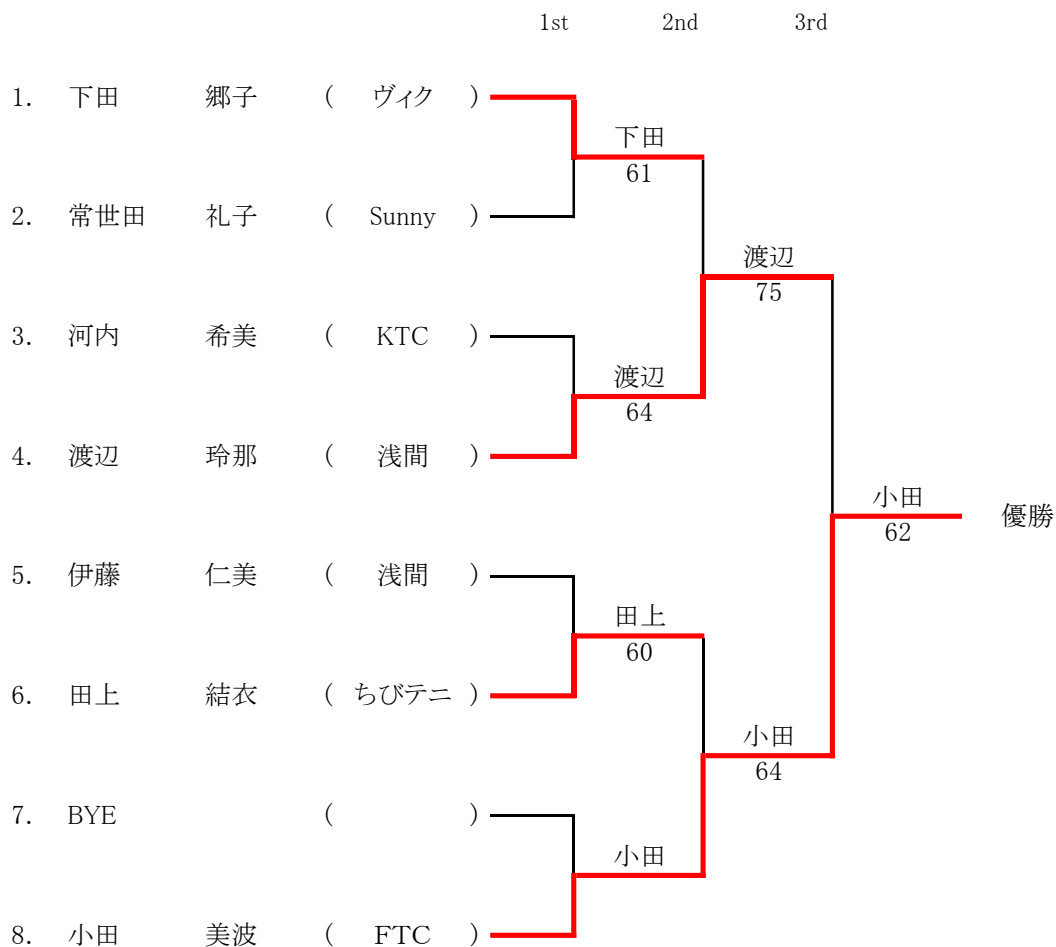 1st 2nd 3rd
1. 下田 郷子 ( ヴィク )
下田
61
2. 常世田 礼子 ( Sunny )
渡辺
75
3. 河内 希美 ( KTC )
渡辺
64
4. 渡辺 玲那 ( 浅間 )
小田 優勝
62
5. 伊藤 仁美 ( 浅間 )
田上
60
6. 田上 結衣 ( ちびテニ )
小田
64
7. BYE ( )
小田
8. 小田 美波 ( FTC )